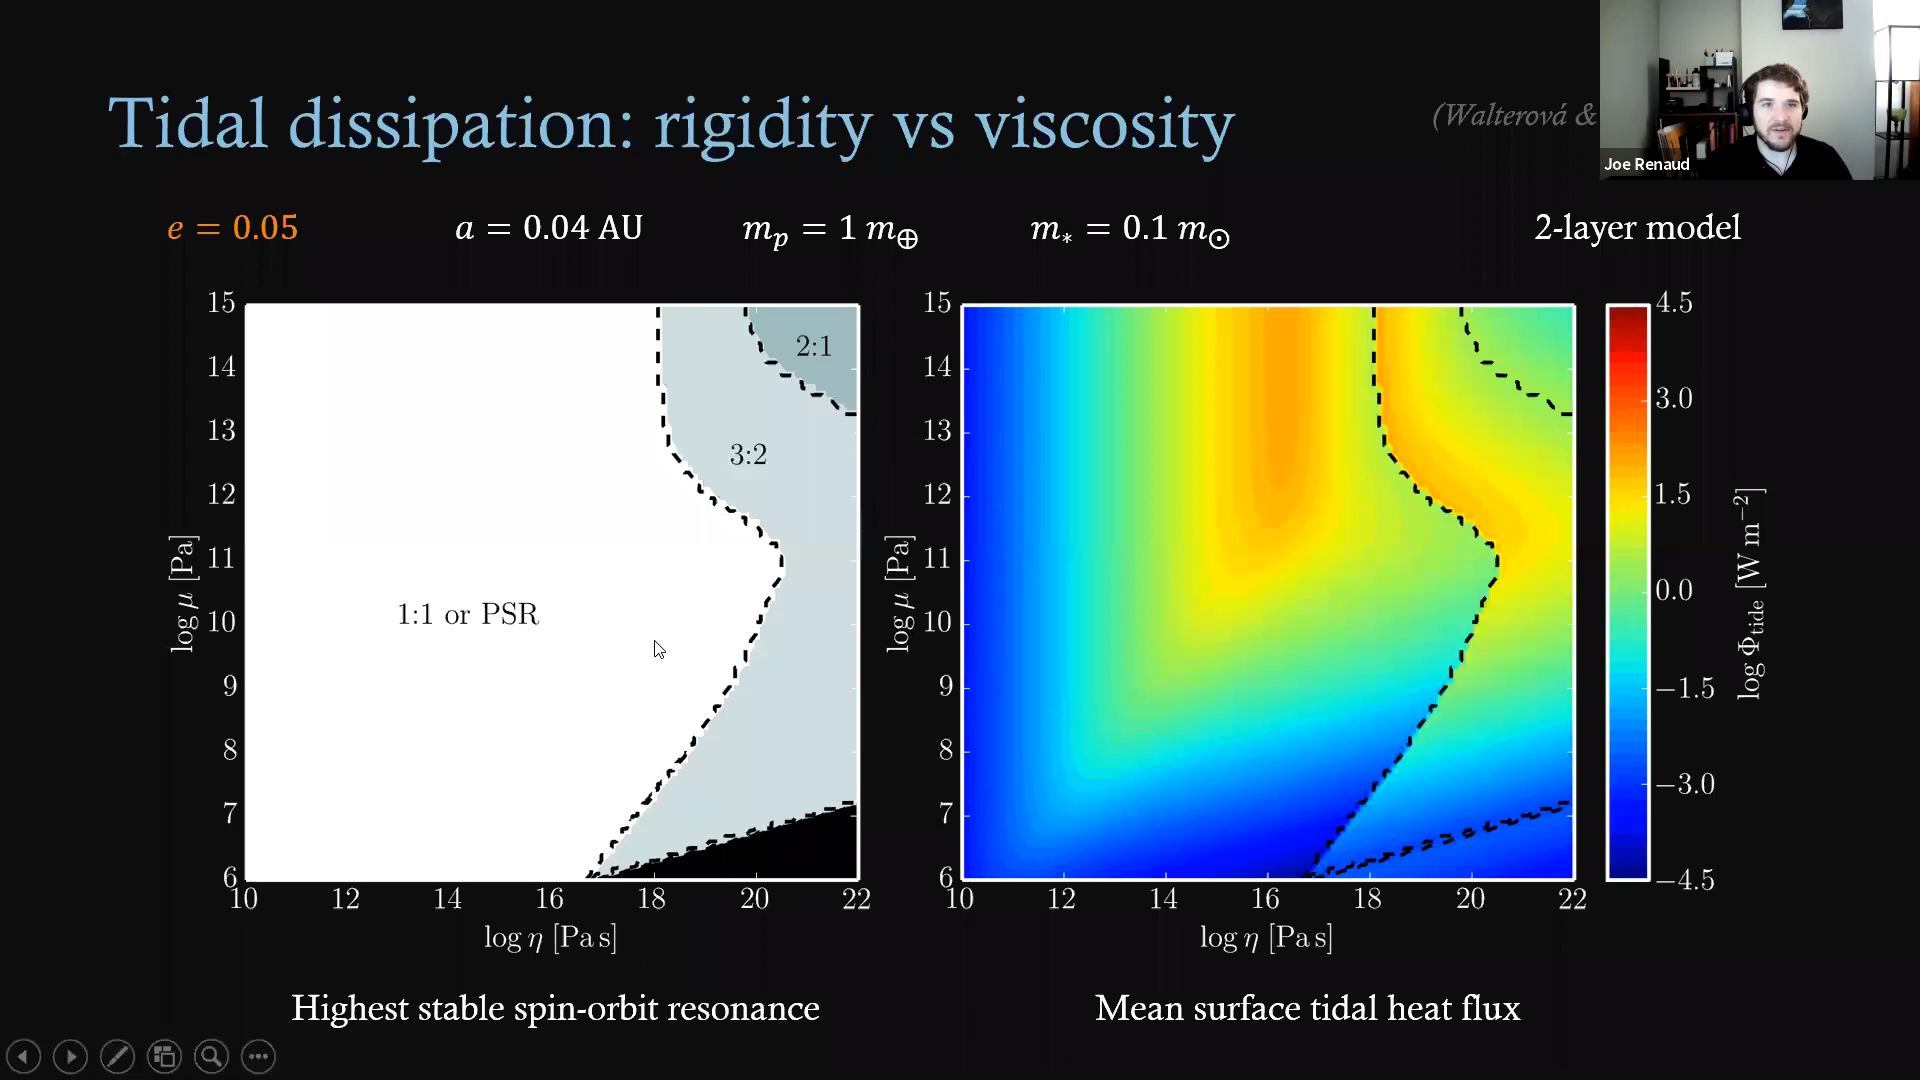 Tidal dissipation: rigidity vs viscosity
(Walterová &
Joe Renaud
e = 0.05
a = 0.04 AU
m_p = 1 m_⊕
m_* = 0.1 m_⊙
2-layer model
15
14
13
12
11
10
9
8
7
6
log μ [Pa]
2:1
3:2
1:1 or PSR
10 12 14 16 18 20 22
log η [Pa s]
Highest stable spin-orbit resonance
15
14
13
12
11
10
9
8
7
6
log μ [Pa]
10 12 14 16 18 20 22
log η [Pa s]
Mean surface tidal heat flux
4.5
3.0
1.5
0.0
−1.5
−3.0
−4.5
log Φ_tide [W m⁻²]